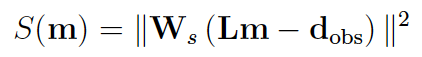 S(m) = ‖W_s (Lm − d_obs) ‖²